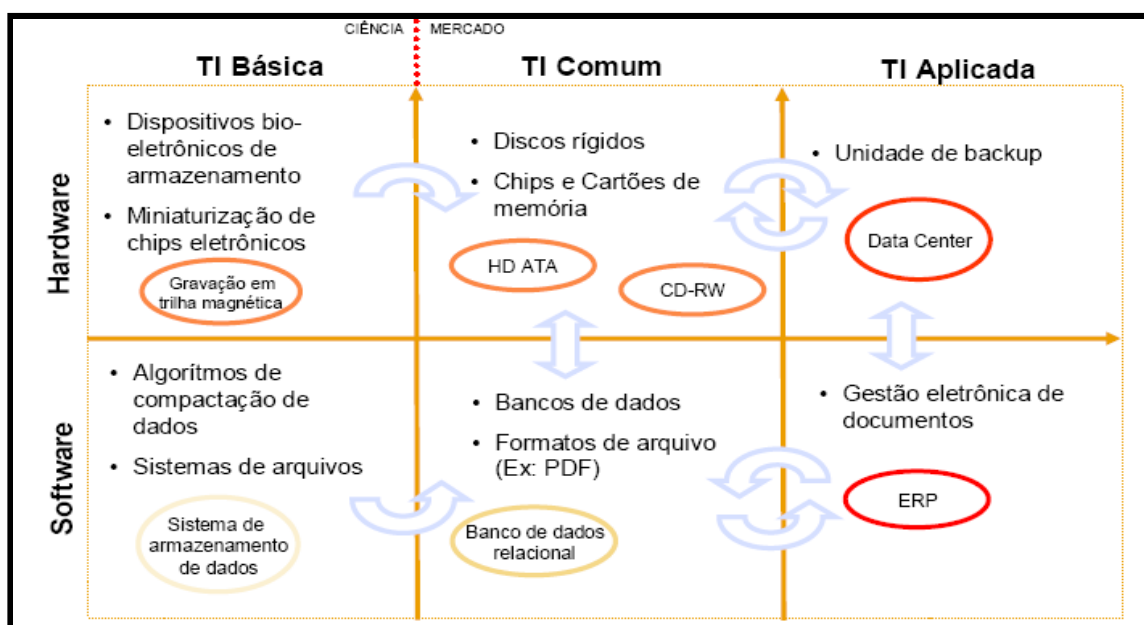 CIÊNCIA MERCADO
TI Básica
TI Comum
TI Aplicada
Hardware
• Dispositivos bio-
eletrônicos de
armazenamento
• Miniaturização de
chips eletrônicos
Gravação em
trilha magnética
• Discos rígidos
• Chips e Cartões de
memória
HD ATA
CD-RW
• Unidade de backup
Data Center
Software
• Algorítmos de
compactação de
dados
• Sistemas de arquivos
Sistema de
armazenamento
de dados
• Bancos de dados
• Formatos de arquivo
(Ex: PDF)
Banco de dados
relacional
• Gestão eletrônica de
documentos
ERP